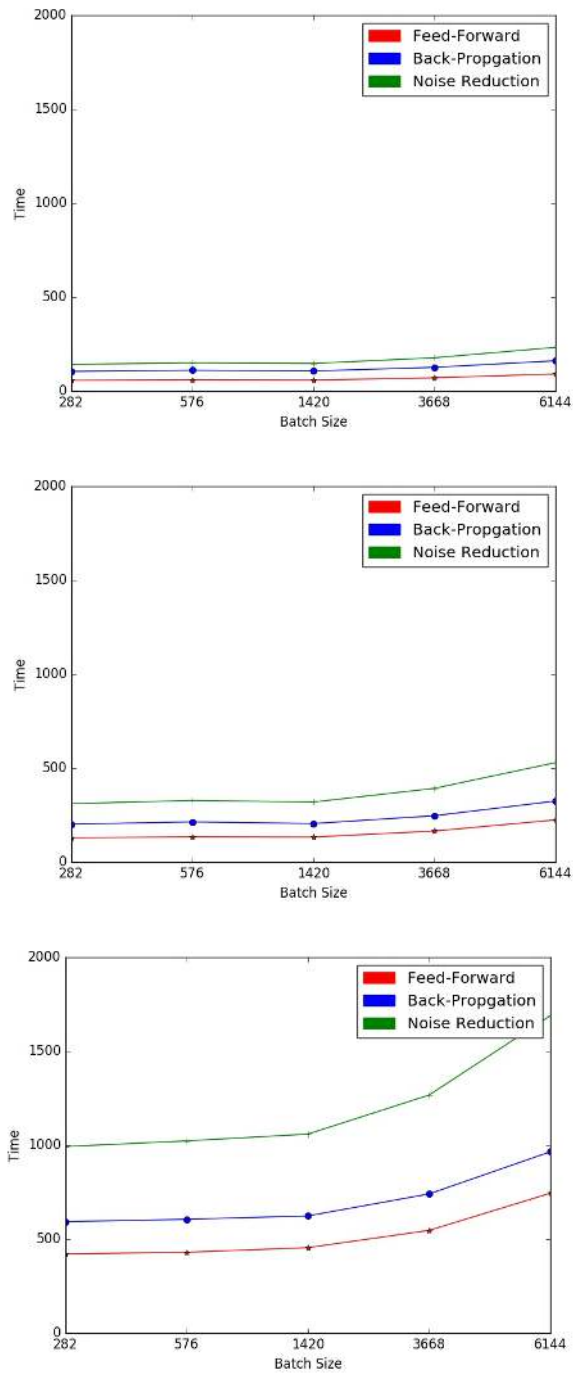 2000
1500
1000
500
0
Time
Feed-Forward
Back-Propgation
Noise Reduction
282 576 1420 3668 6144
Batch Size
2000
1500
1000
500
0
Time
Feed-Forward
Back-Propgation
Noise Reduction
282 576 1420 3668 6144
Batch Size
2000
1500
1000
500
0
Time
Feed-Forward
Back-Propgation
Noise Reduction
282 576 1420 3668 6144
Batch Size